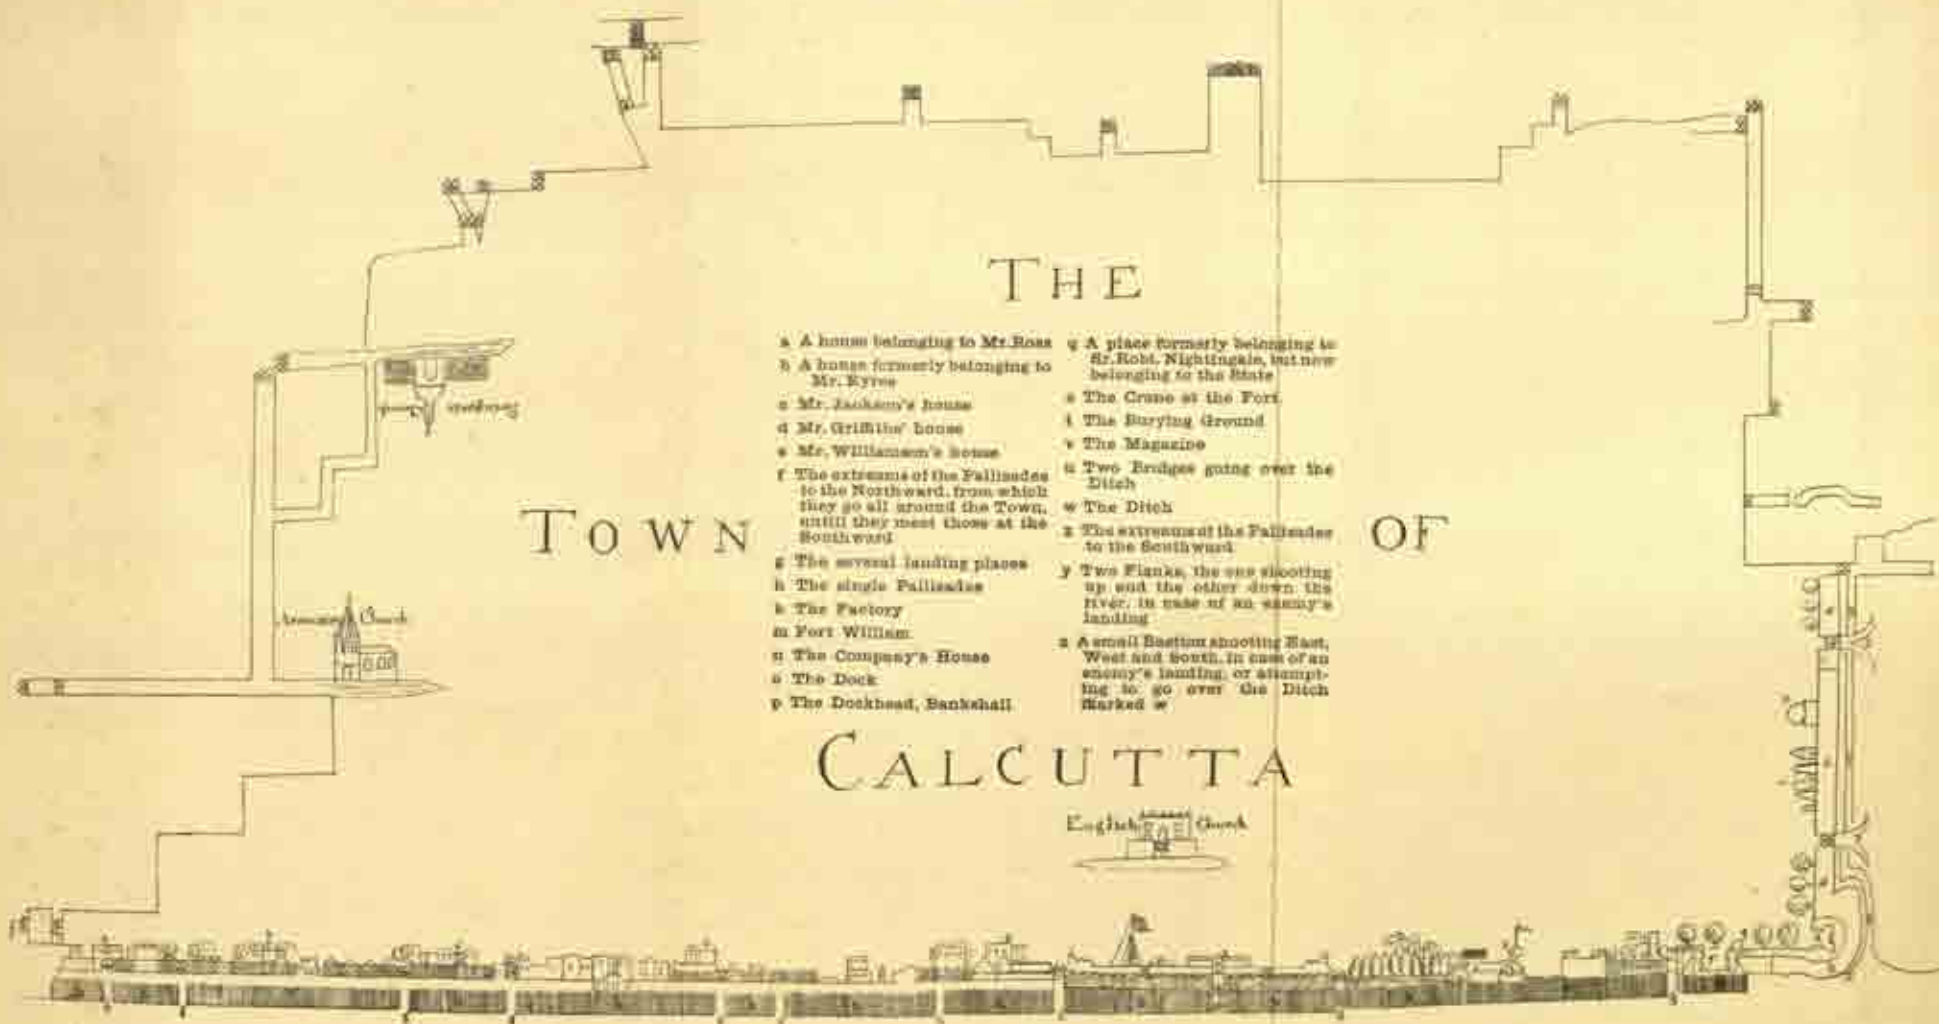 THE
a A house belonging to Mr. Ross
b A house formerly belonging to
Mr. Eyres
c Mr. Jackson's house
d Mr. Griffiths' house
e Mr. Williamson's house
f The extreams of the Pallisades
to the Northward, from which
they go all around the Town,
untill they meet those at the
Southward
g The several landing places
h The single Pallisades
k The Factory
m Fort William
n The Company's House
o The Dock
p The Dockhead, Bankshall
q A place formerly belonging to
Sr. Robt. Nightingale, but now
belonging to the State
s The Crane at the Fort
t The Burying Ground
v The Magazine
u Two Bridges going over the
Ditch
w The Ditch
x The extreams of the Pallisades
to the Southward
y Two Flanks, the one shooting
up and the other down the
river, in case of an enemy's
landing
z A small Bastion shooting East,
West and South, in case of an
enemy's landing, or attempt-
ing to go over the Ditch
marked w
TOWN
OF
CALCUTTA
Church
English Church